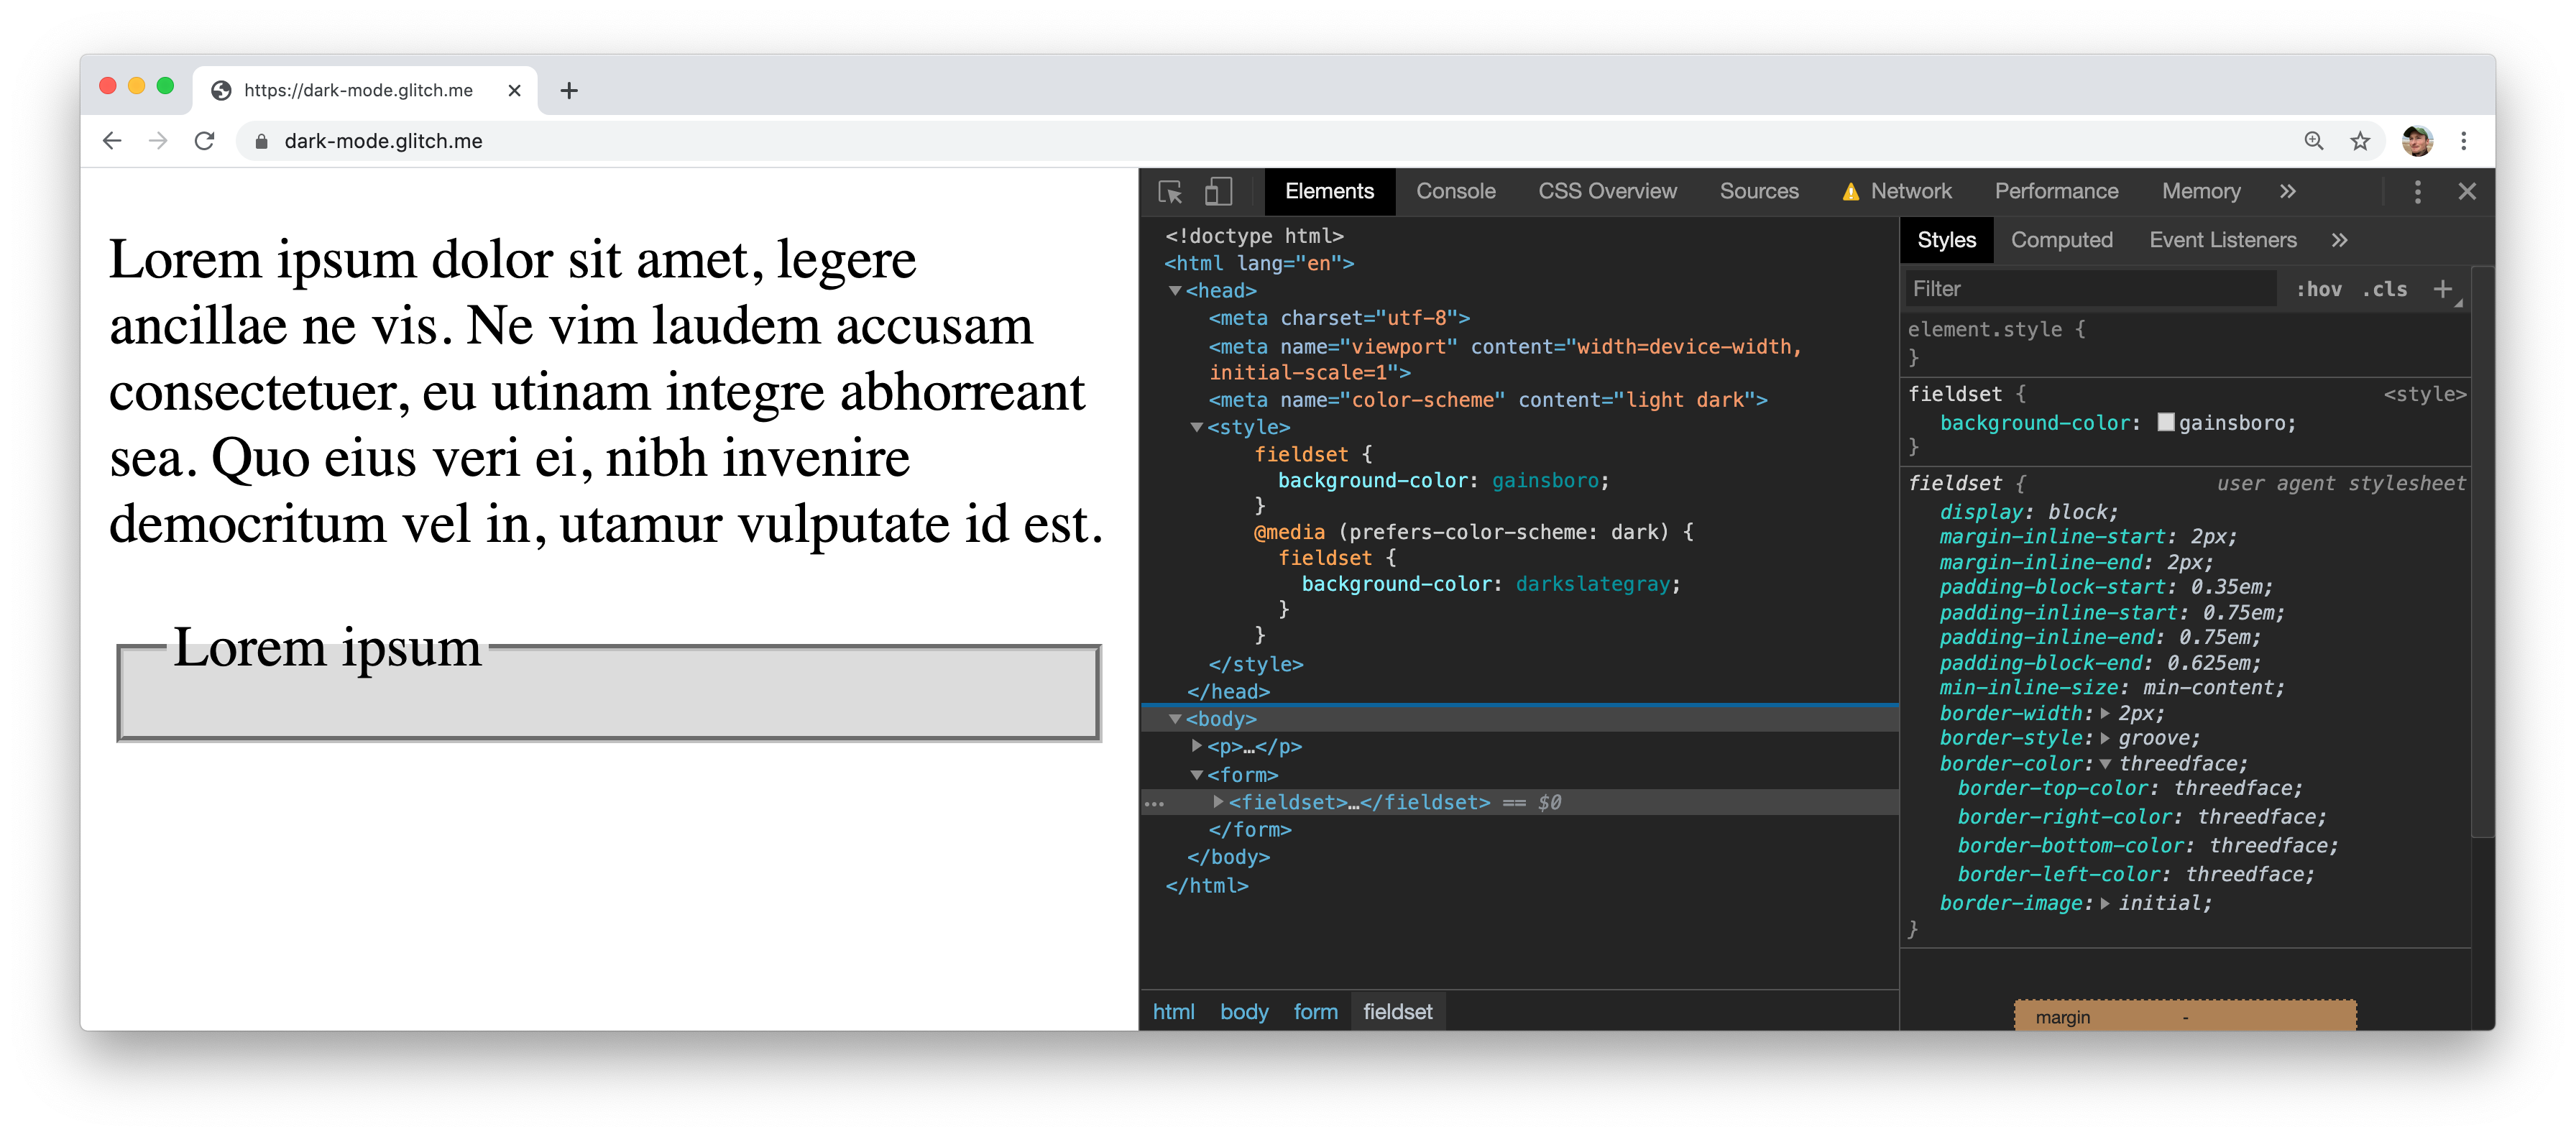 https://dark-mode.glitch.me
dark-mode.glitch.me
Lorem ipsum dolor sit amet, legere
ancillae ne vis. Ne vim laudem accusam
consectetuer, eu utinam integre abhorreant
sea. Quo eius veri ei, nibh invenire
democritum vel in, utamur vulputate id est.
Lorem ipsum
Elements Console CSS Overview Sources Network Performance Memory »
<!doctype html>
<html lang="en">
<head>
<meta charset="utf-8">
<meta name="viewport" content="width=device-width,
initial-scale=1">
<meta name="color-scheme" content="light dark">
<style>
fieldset {
background-color: gainsboro;
}
@media (prefers-color-scheme: dark) {
fieldset {
background-color: darkslategray;
}
}
</style>
</head>
<body>
<p>…</p>
<form>
<fieldset>…</fieldset> == $0
</form>
</body>
</html>
html body form fieldset
Styles Computed Event Listeners »
Filter :hov .cls +
element.style {
}
fieldset { <style>
background-color: gainsboro;
}
fieldset { user agent stylesheet
display: block;
margin-inline-start: 2px;
margin-inline-end: 2px;
padding-block-start: 0.35em;
padding-inline-start: 0.75em;
padding-inline-end: 0.75em;
padding-block-end: 0.625em;
min-inline-size: min-content;
border-width: 2px;
border-style: groove;
border-color: threedface;
border-top-color: threedface;
border-right-color: threedface;
border-bottom-color: threedface;
border-left-color: threedface;
border-image: initial;
}
margin -